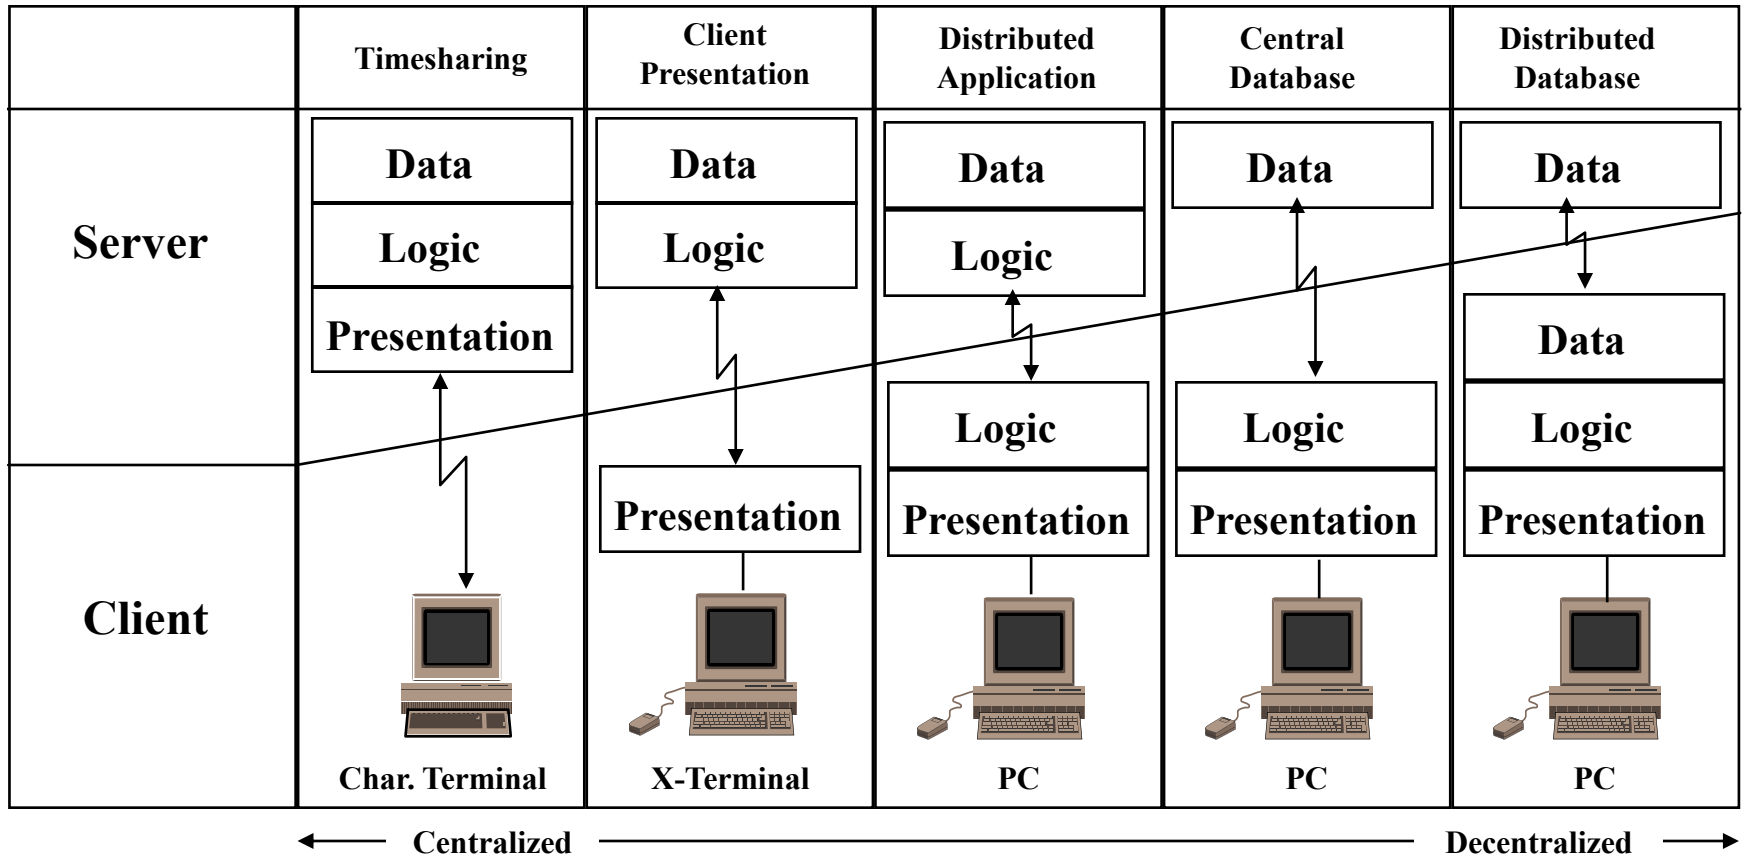 Timesharing
Client
Presentation
Distributed
Application
Central
Database
Distributed
Database
Server
Data
Logic
Presentation
Data
Logic
Presentation
Data
Logic
Logic
Presentation
Data
Logic
Presentation
Data
Data
Logic
Presentation
Client
Char. Terminal
X-Terminal
PC
PC
PC
Centralized
Decentralized